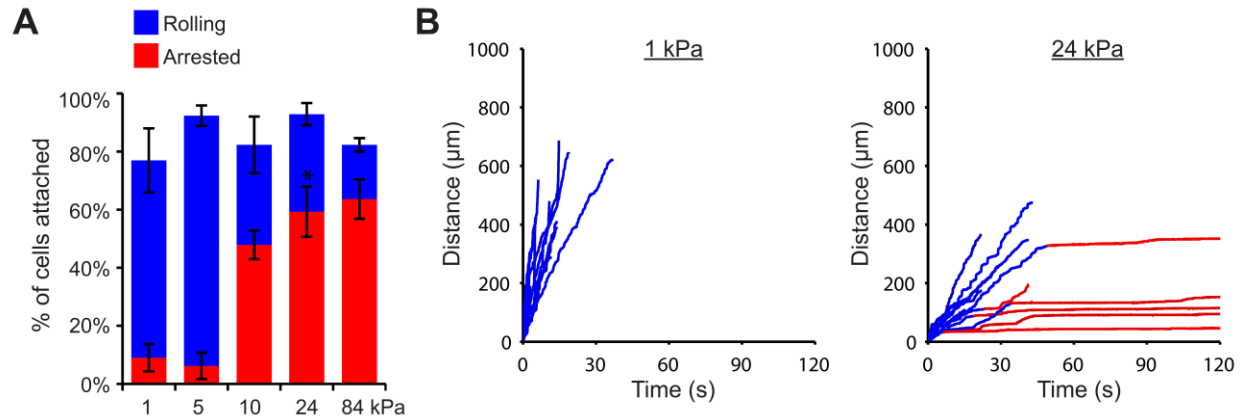 A
Rolling
Arrested
% of cells attached
100%
80%
60%
40%
20%
0%
*
1 5 10 24 84 kPa
B
1 kPa
Distance (µm)
1000
800
600
400
200
0
0 30 60 90 120
Time (s)
24 kPa
Distance (µm)
1000
800
600
400
200
0
0 30 60 90 120
Time (s)